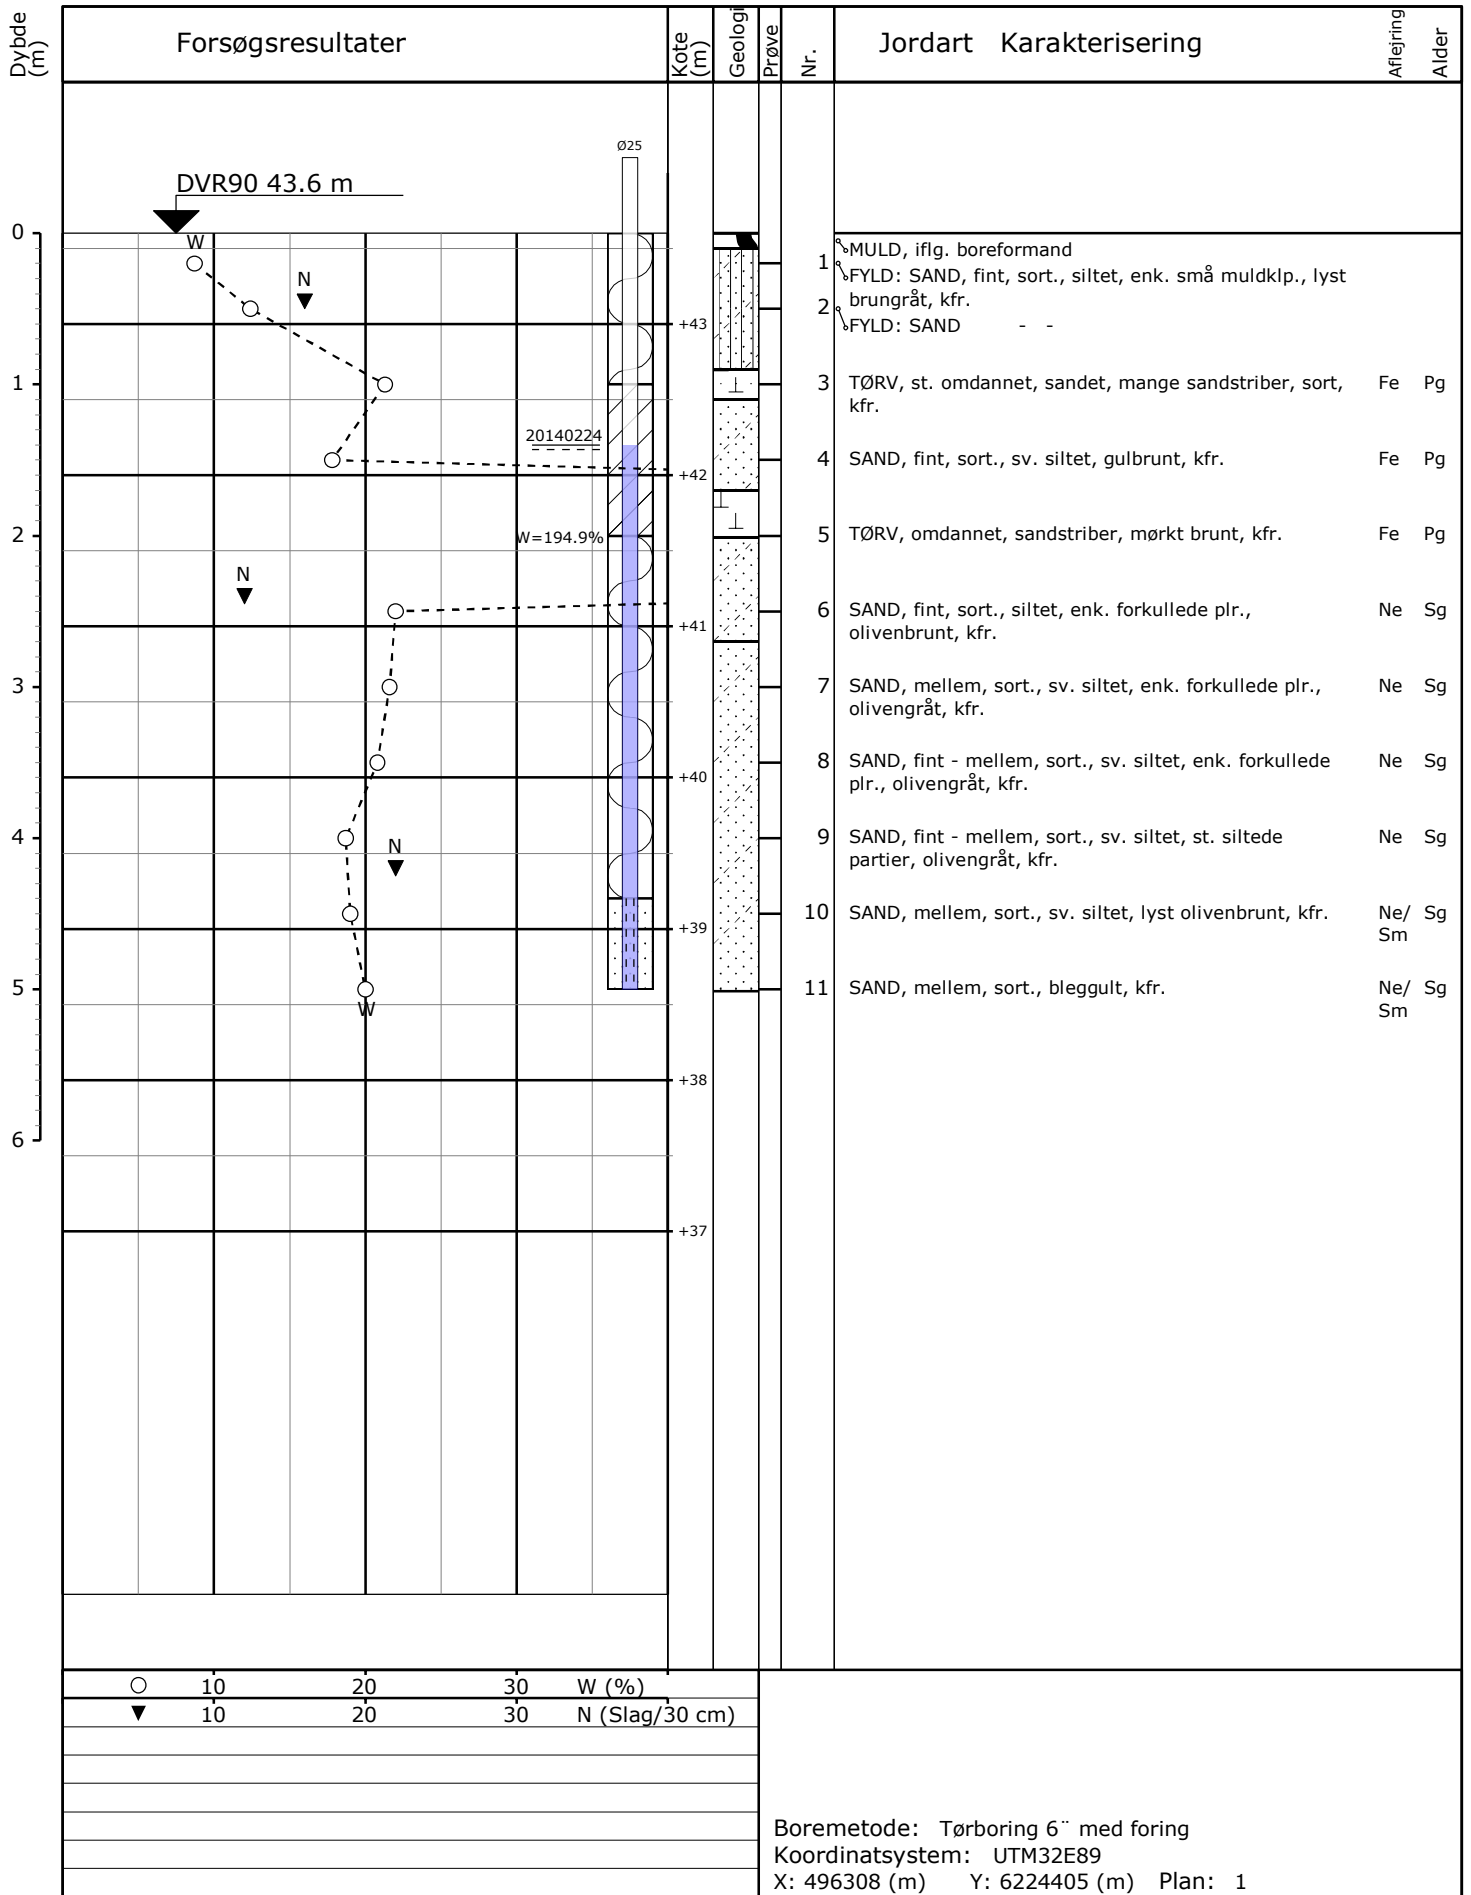 Dybde (m)
Forsøgsresultater
Kote (m)
Geologi
Prøve
Nr.
Jordart Karakterisering
Aflejring
Alder
Ø25
DVR90 43.6 m
0
W
N
1
MULD, iflg. boreformand
FYLD: SAND, fint, sort., siltet, enk. små muldklp., lyst
brungråt, kfr.
2
FYLD: SAND - -
+43
1
3 TØRV, st. omdannet, sandet, mange sandstriber, sort, Fe Pg
kfr.
20140224
4 SAND, fint, sort., sv. siltet, gulbrunt, kfr. Fe Pg
+42
2
W=194.9%
5 TØRV, omdannet, sandstriber, mørkt brunt, kfr. Fe Pg
N
6 SAND, fint, sort., siltet, enk. forkullede plr., Ne Sg
olivenbrunt, kfr.
+41
3
7 SAND, mellem, sort., sv. siltet, enk. forkullede plr., Ne Sg
olivengråt, kfr.
8 SAND, fint - mellem, sort., sv. siltet, enk. forkullede Ne Sg
plr., olivengråt, kfr.
+40
4
N
9 SAND, fint - mellem, sort., sv. siltet, st. siltede Ne Sg
partier, olivengråt, kfr.
10 SAND, mellem, sort., sv. siltet, lyst olivenbrunt, kfr. Ne/ Sg
Sm
+39
5
W
11 SAND, mellem, sort., bleggult, kfr. Ne/ Sg
Sm
+38
6
+37
10 20 30 W (%)
10 20 30 N (Slag/30 cm)
Boremetode: Tørboring 6¨ med foring
Koordinatsystem: UTM32E89
X: 496308 (m) Y: 6224405 (m) Plan: 1